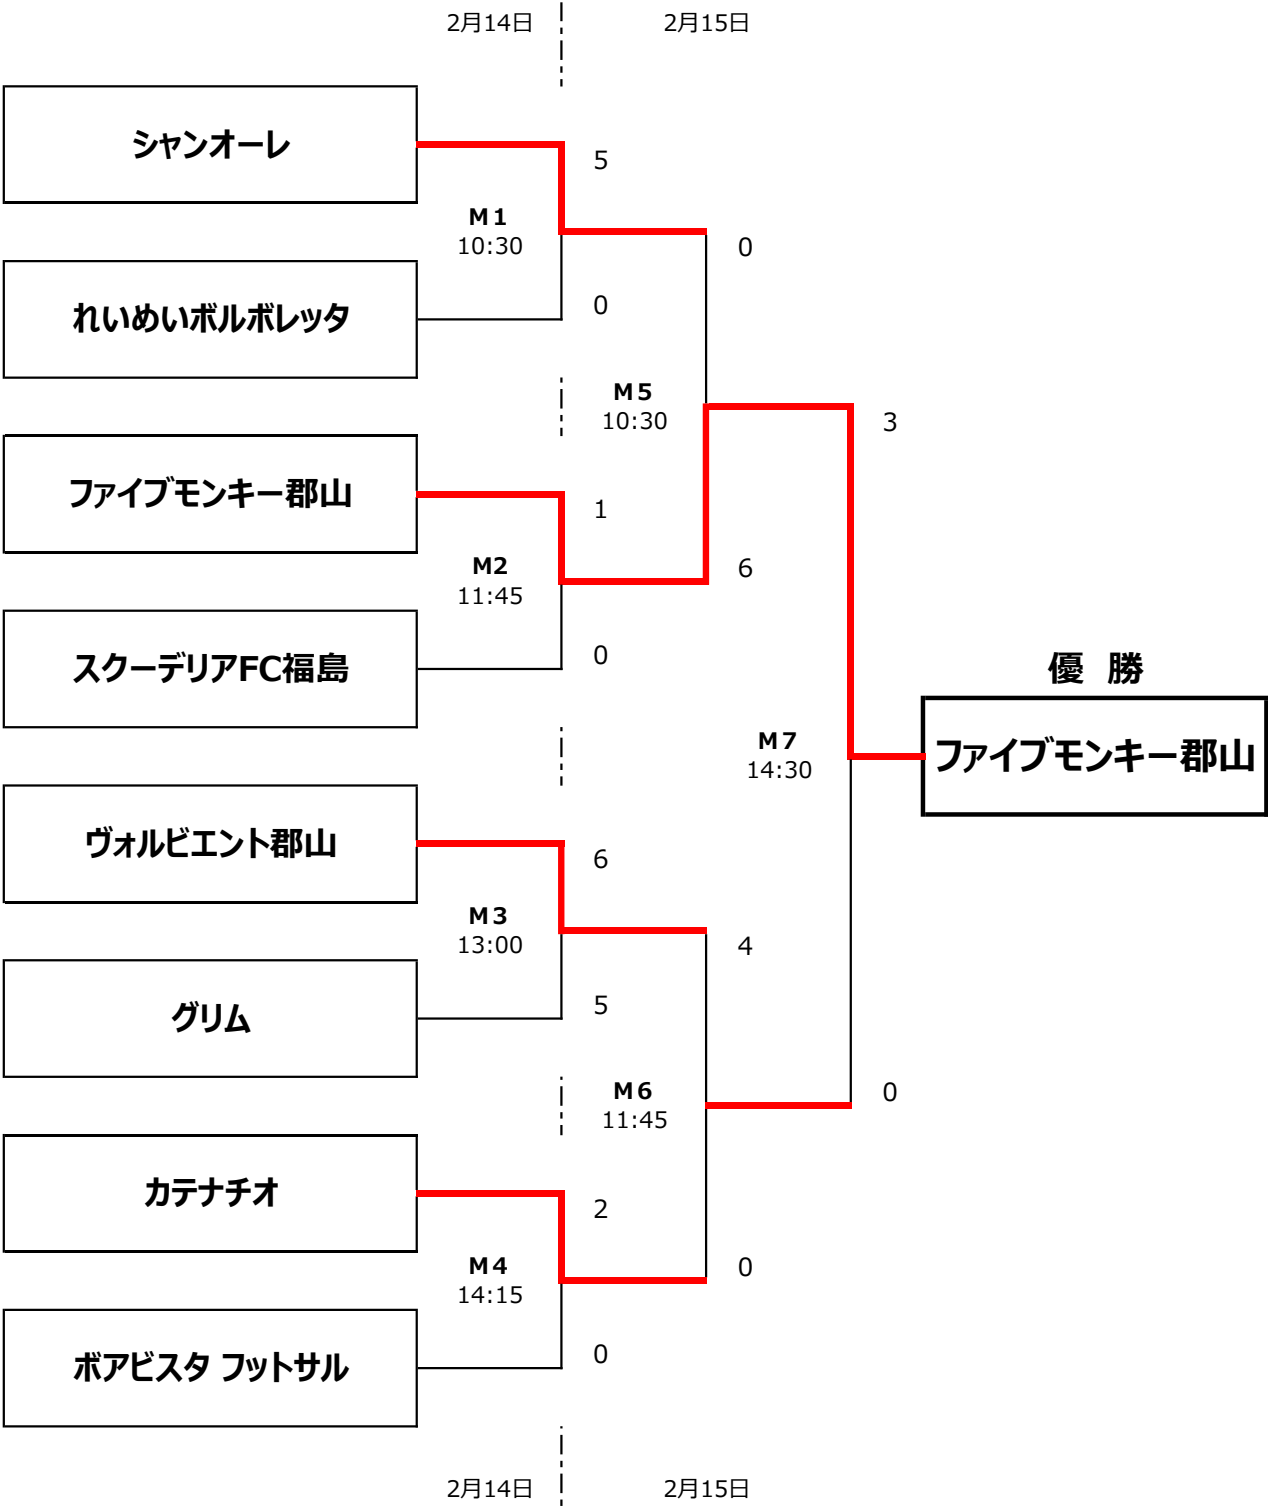 2月14日
2月15日
シャンオーレ
5
M1
10:30
0
れいめいボルボレッタ
0
M5
10:30
3
ファイブモンキー郡山
1
M2
11:45
6
スクーデリアFC福島
0
優 勝
M7
14:30
ファイブモンキー郡山
ヴォルビエント郡山
6
M3
13:00
4
グリム
5
M6
11:45
0
カテナチオ
2
M4
14:15
0
ボアビスタ フットサル
0
2月14日
2月15日